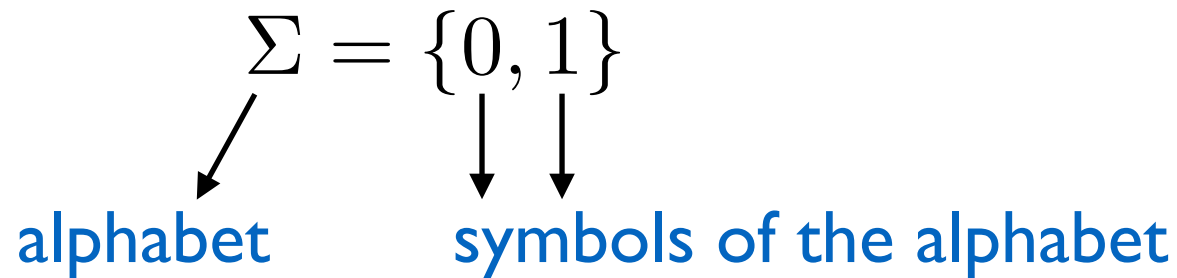 Σ = {0, 1}
alphabet symbols of the alphabet